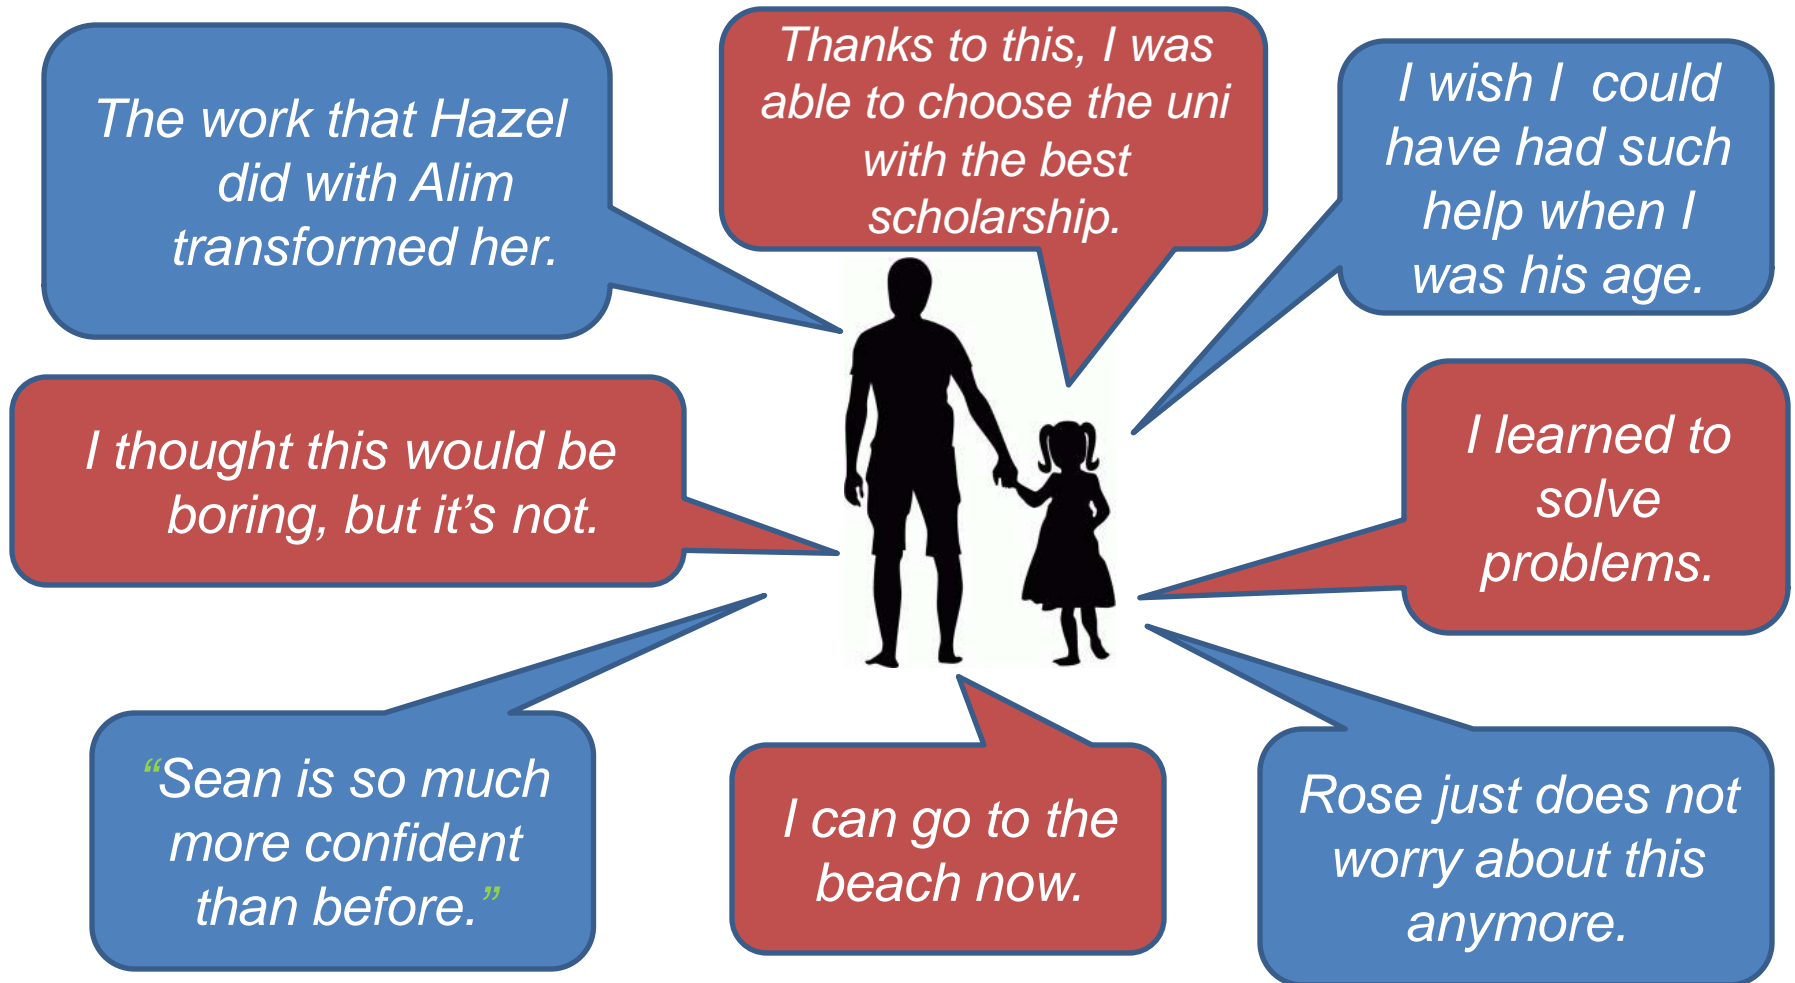 The work that Hazel
did with Alim
transformed her.
Thanks to this, I was
able to choose the uni
with the best
scholarship.
I wish I  could
have had such
help when I
was his age.
I thought this would be
boring, but it’s not.
I learned to
solve
problems.
“Sean is so much
more confident
than before.”
I can go to the
beach now.
Rose just does not
worry about this
anymore.